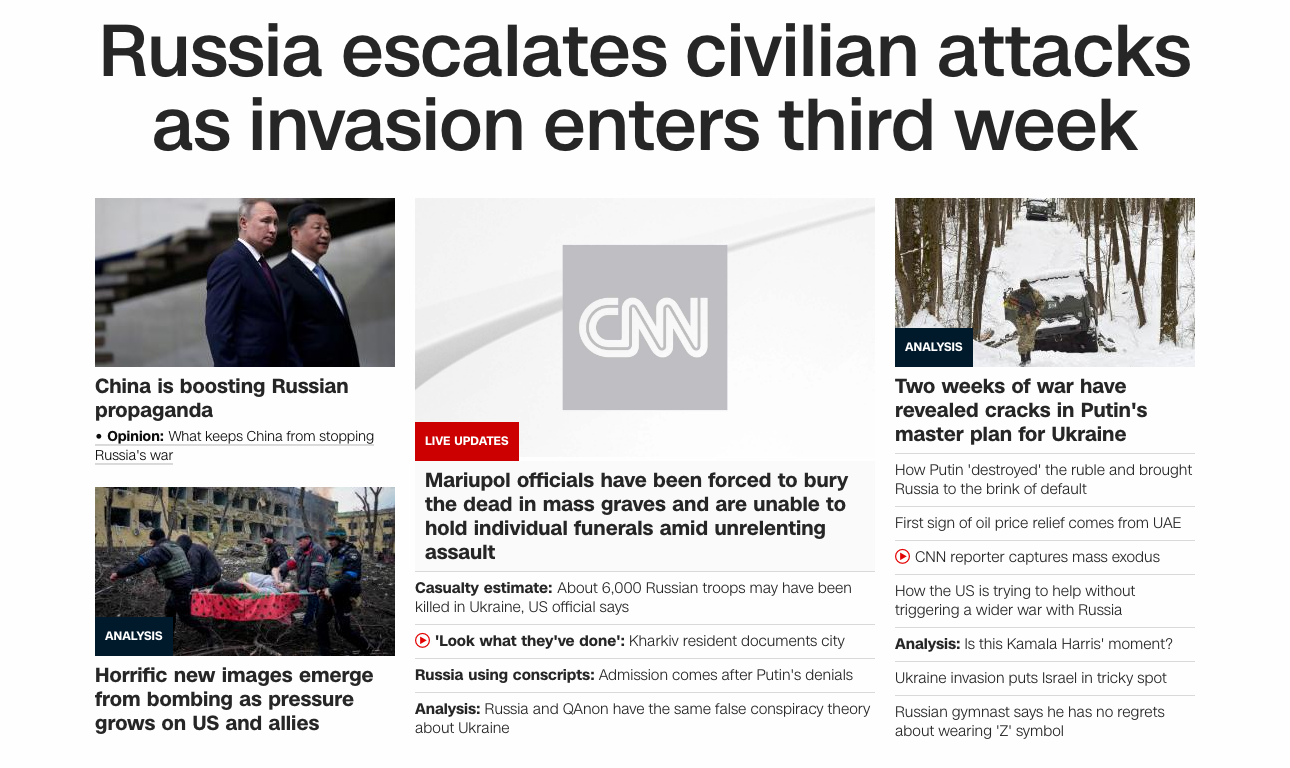 Russia escalates civilian attacks
as invasion enters third week
China is boosting Russian
propaganda
• Opinion: What keeps China from stopping
Russia's war
ANALYSIS
Horrific new images emerge
from bombing as pressure
grows on US and allies
CNN
LIVE UPDATES
Mariupol officials have been forced to bury
the dead in mass graves and are unable to
hold individual funerals amid unrelenting
assault
Casualty estimate: About 6,000 Russian troops may have been
killed in Ukraine, US official says
'Look what they've done': Kharkiv resident documents city
Russia using conscripts: Admission comes after Putin's denials
Analysis: Russia and QAnon have the same false conspiracy theory
about Ukraine
ANALYSIS
Two weeks of war have
revealed cracks in Putin's
master plan for Ukraine
How Putin 'destroyed' the ruble and brought
Russia to the brink of default
First sign of oil price relief comes from UAE
CNN reporter captures mass exodus
How the US is trying to help without
triggering a wider war with Russia
Analysis: Is this Kamala Harris' moment?
Ukraine invasion puts Israel in tricky spot
Russian gymnast says he has no regrets
about wearing 'Z' symbol